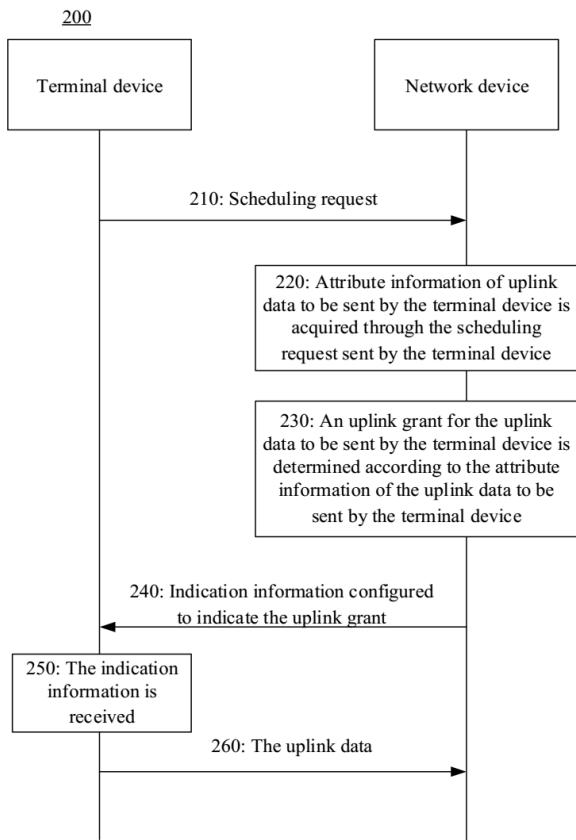 200
Terminal device
Network device
210: Scheduling request
220: Attribute information of uplink
data to be sent by the terminal device is
acquired through the scheduling
request sent by the terminal device
230: An uplink grant for the uplink
data to be sent by the terminal device is
determined according to the attribute
information of the uplink data to be
sent by the terminal device
240: Indication information configured
to indicate the uplink grant
250: The indication
information is
received
260: The uplink data